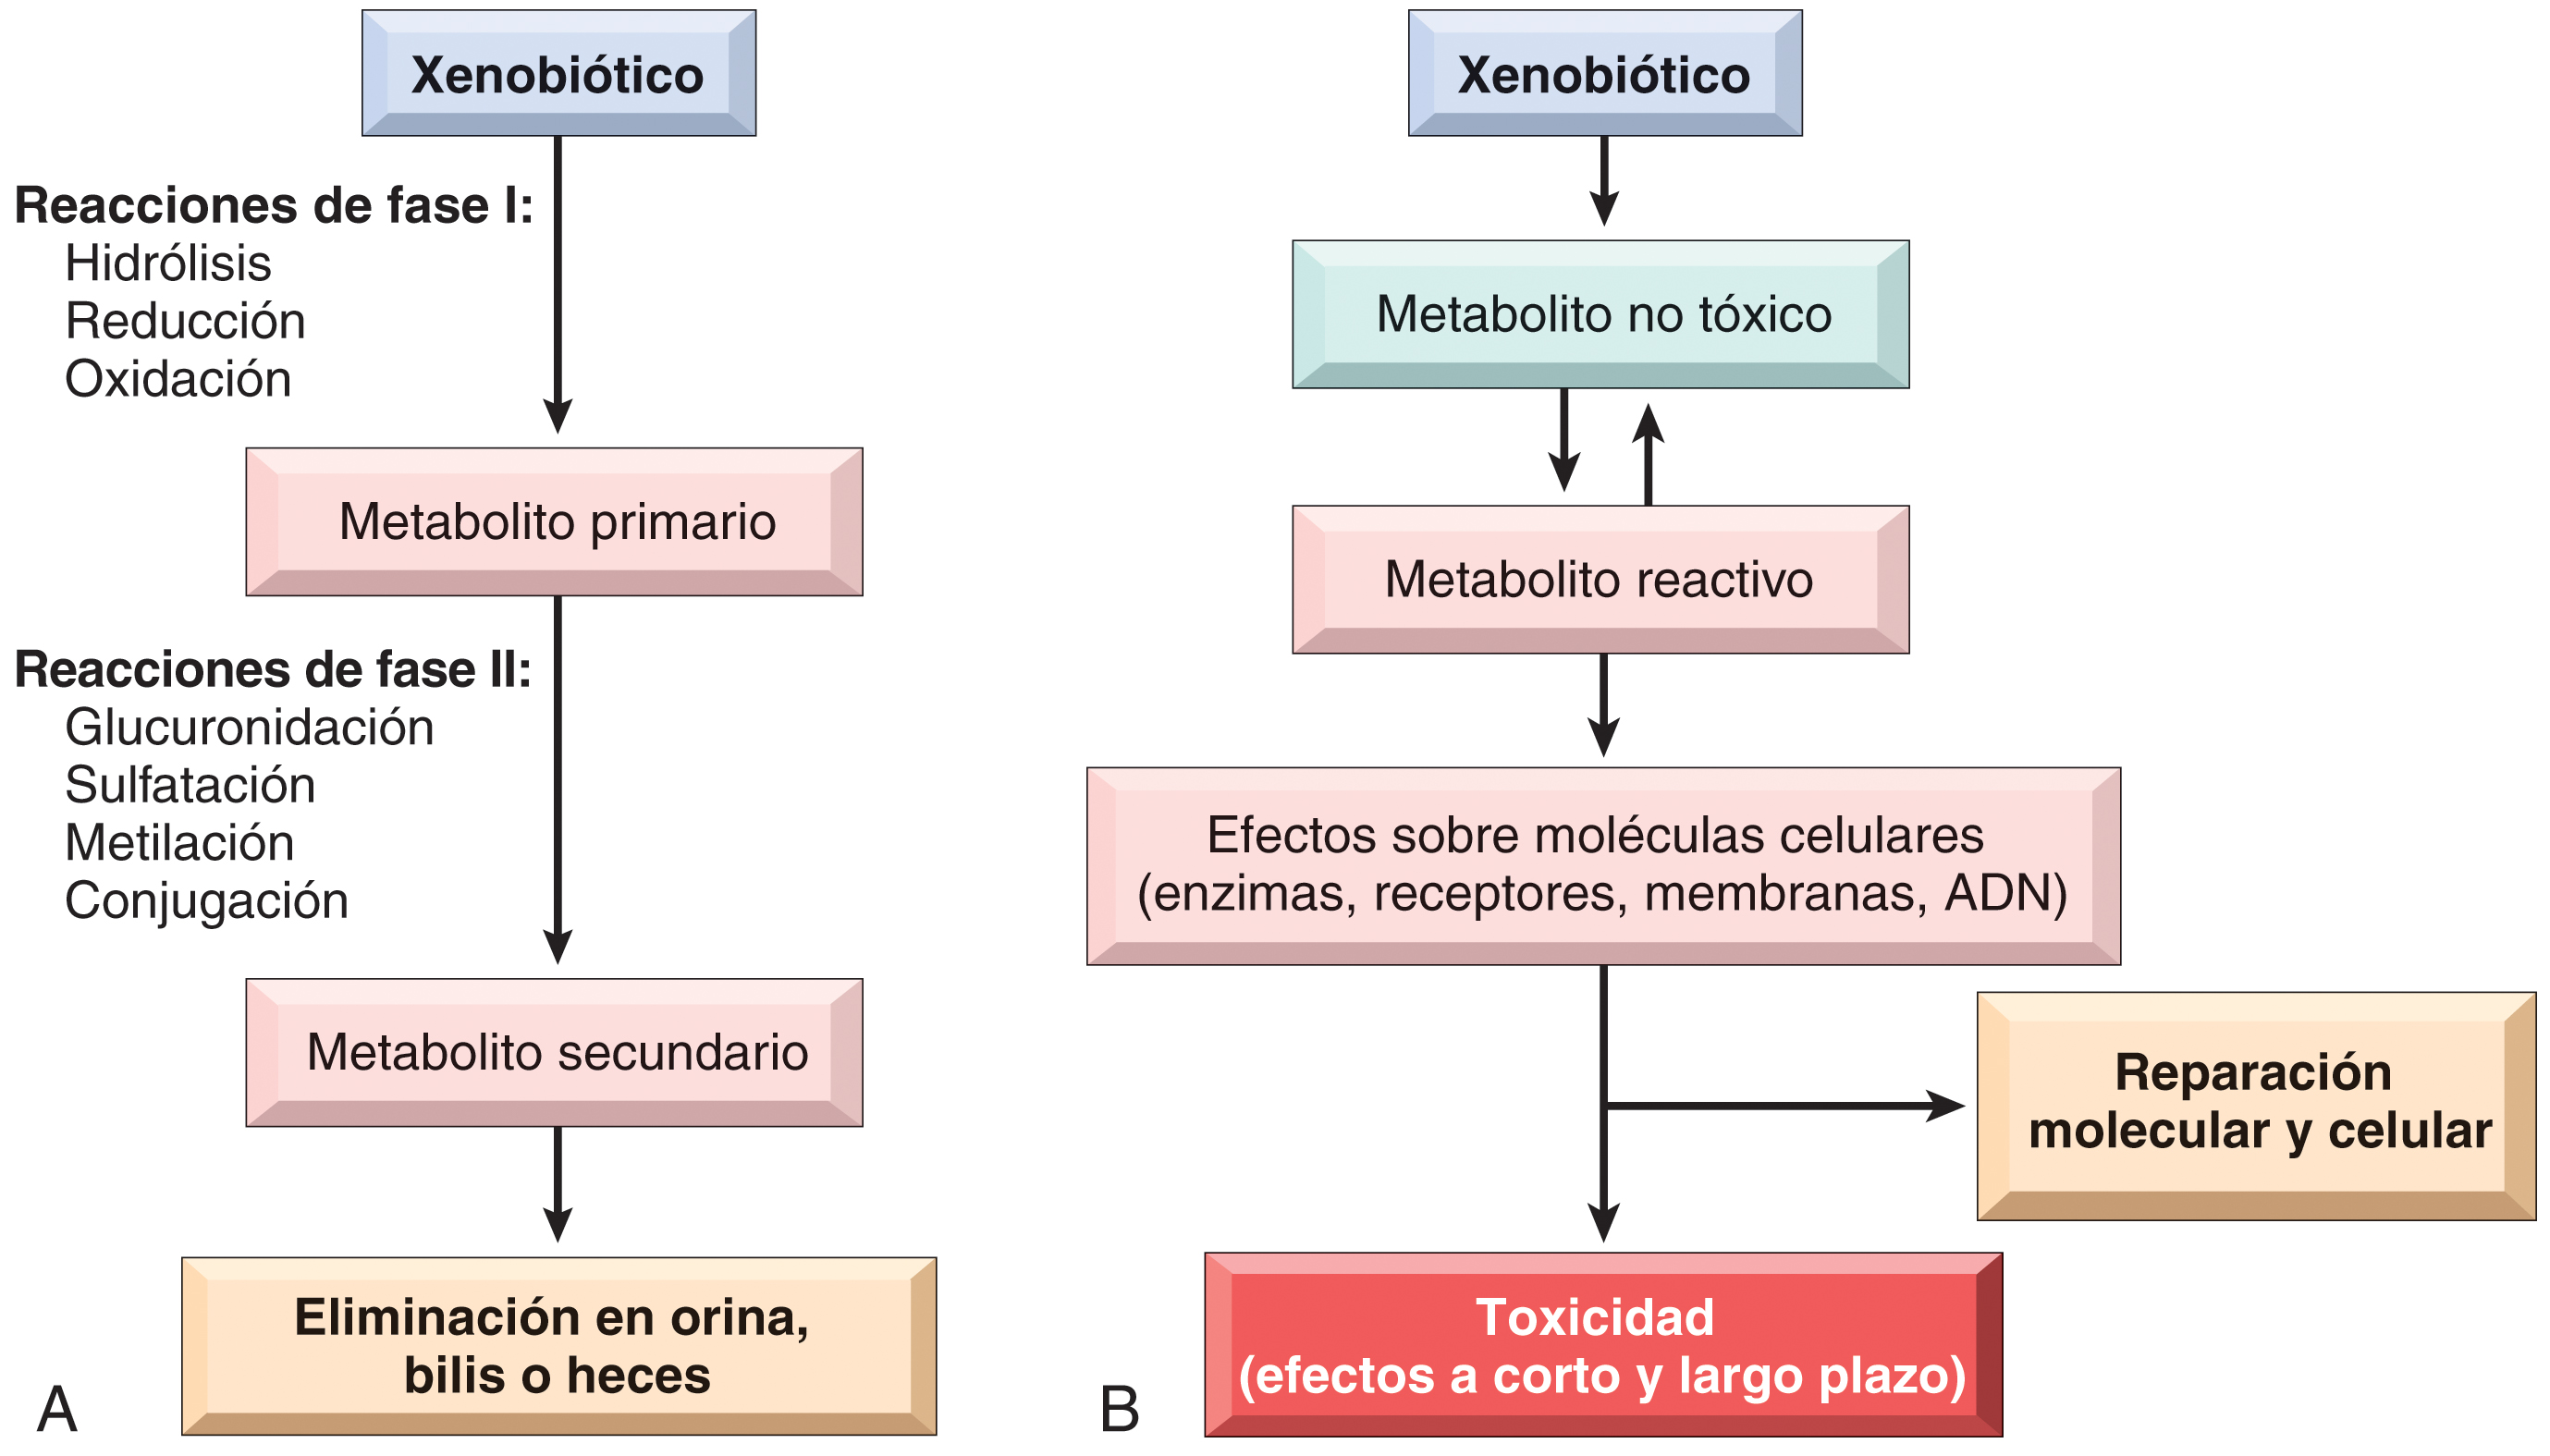 Xenobiótico
Reacciones de fase I:
Hidrólisis
Reducción
Oxidación
Metabolito primario
Reacciones de fase II:
Glucuronidación
Sulfatación
Metilación
Conjugación
Metabolito secundario
Eliminación en orina,
bilis o heces
A
Xenobiótico
Metabolito no tóxico
Metabolito reactivo
Efectos sobre moléculas celulares
(enzimas, receptores, membranas, ADN)
Reparación
molecular y celular
Toxicidad
(efectos a corto y largo plazo)
B